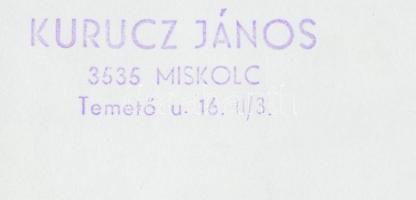 KURUCZ JÁNOS
3535 MISKOLC
Temető u. 16. II/3.